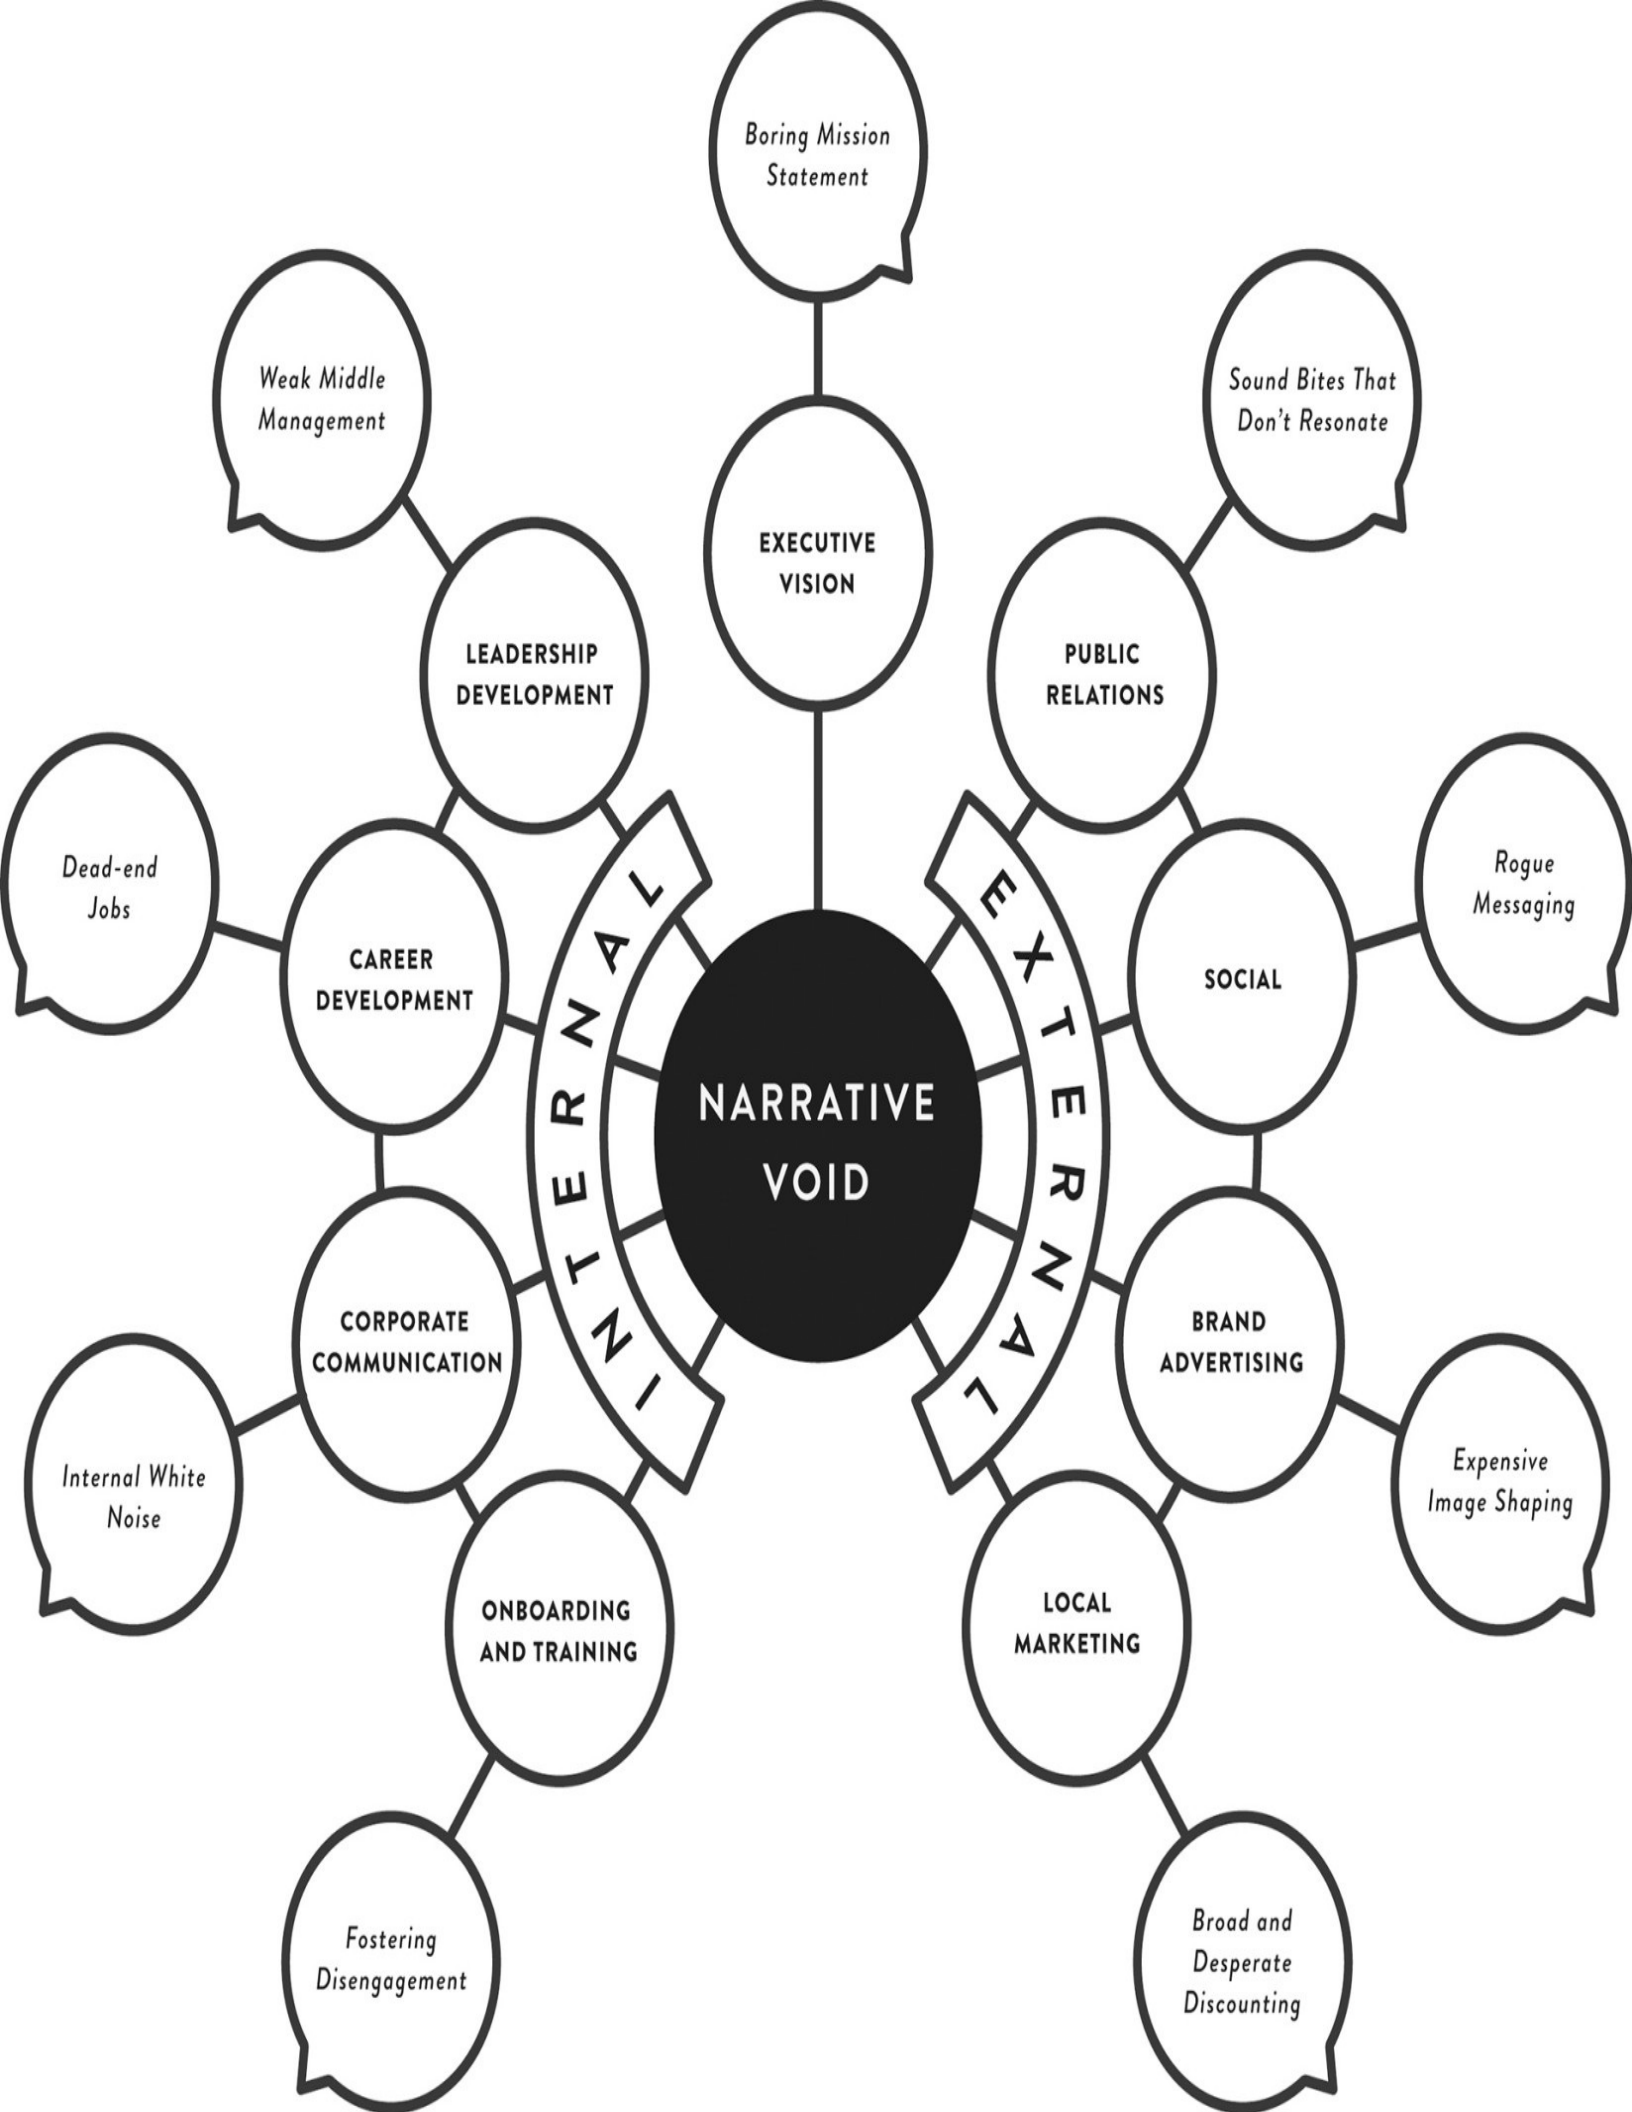 Boring Mission
Statement
Weak Middle
Management
Sound Bites That
Don’t Resonate
EXECUTIVE
VISION
LEADERSHIP
DEVELOPMENT
PUBLIC
RELATIONS
Dead-end
Jobs
Rogue
Messaging
CAREER
DEVELOPMENT
SOCIAL
INTERNAL
EXTERNAL
NARRATIVE
VOID
CORPORATE
COMMUNICATION
BRAND
ADVERTISING
Internal White
Noise
Expensive
Image Shaping
ONBOARDING
AND TRAINING
LOCAL
MARKETING
Fostering
Disengagement
Broad and
Desperate
Discounting